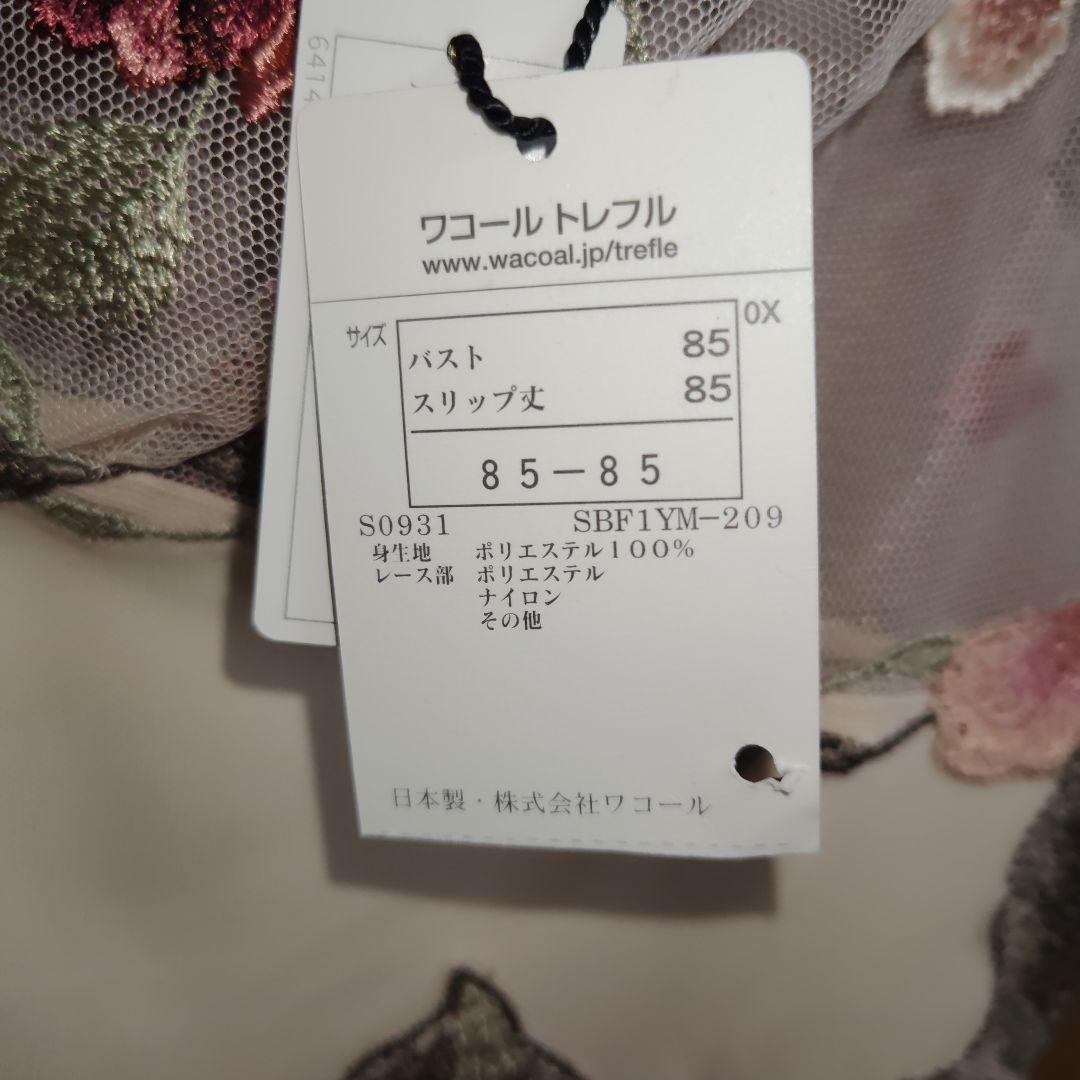 6414
ワコール トレフル
www.wacoal.jp/trefle
サイズ
0X
バスト 85
スリップ丈 85
85-85
S0931 SBF1YM-209
身生地 ポリエステル100%
レース部 ポリエステル
ナイロン
その他
日本製・株式会社ワコール